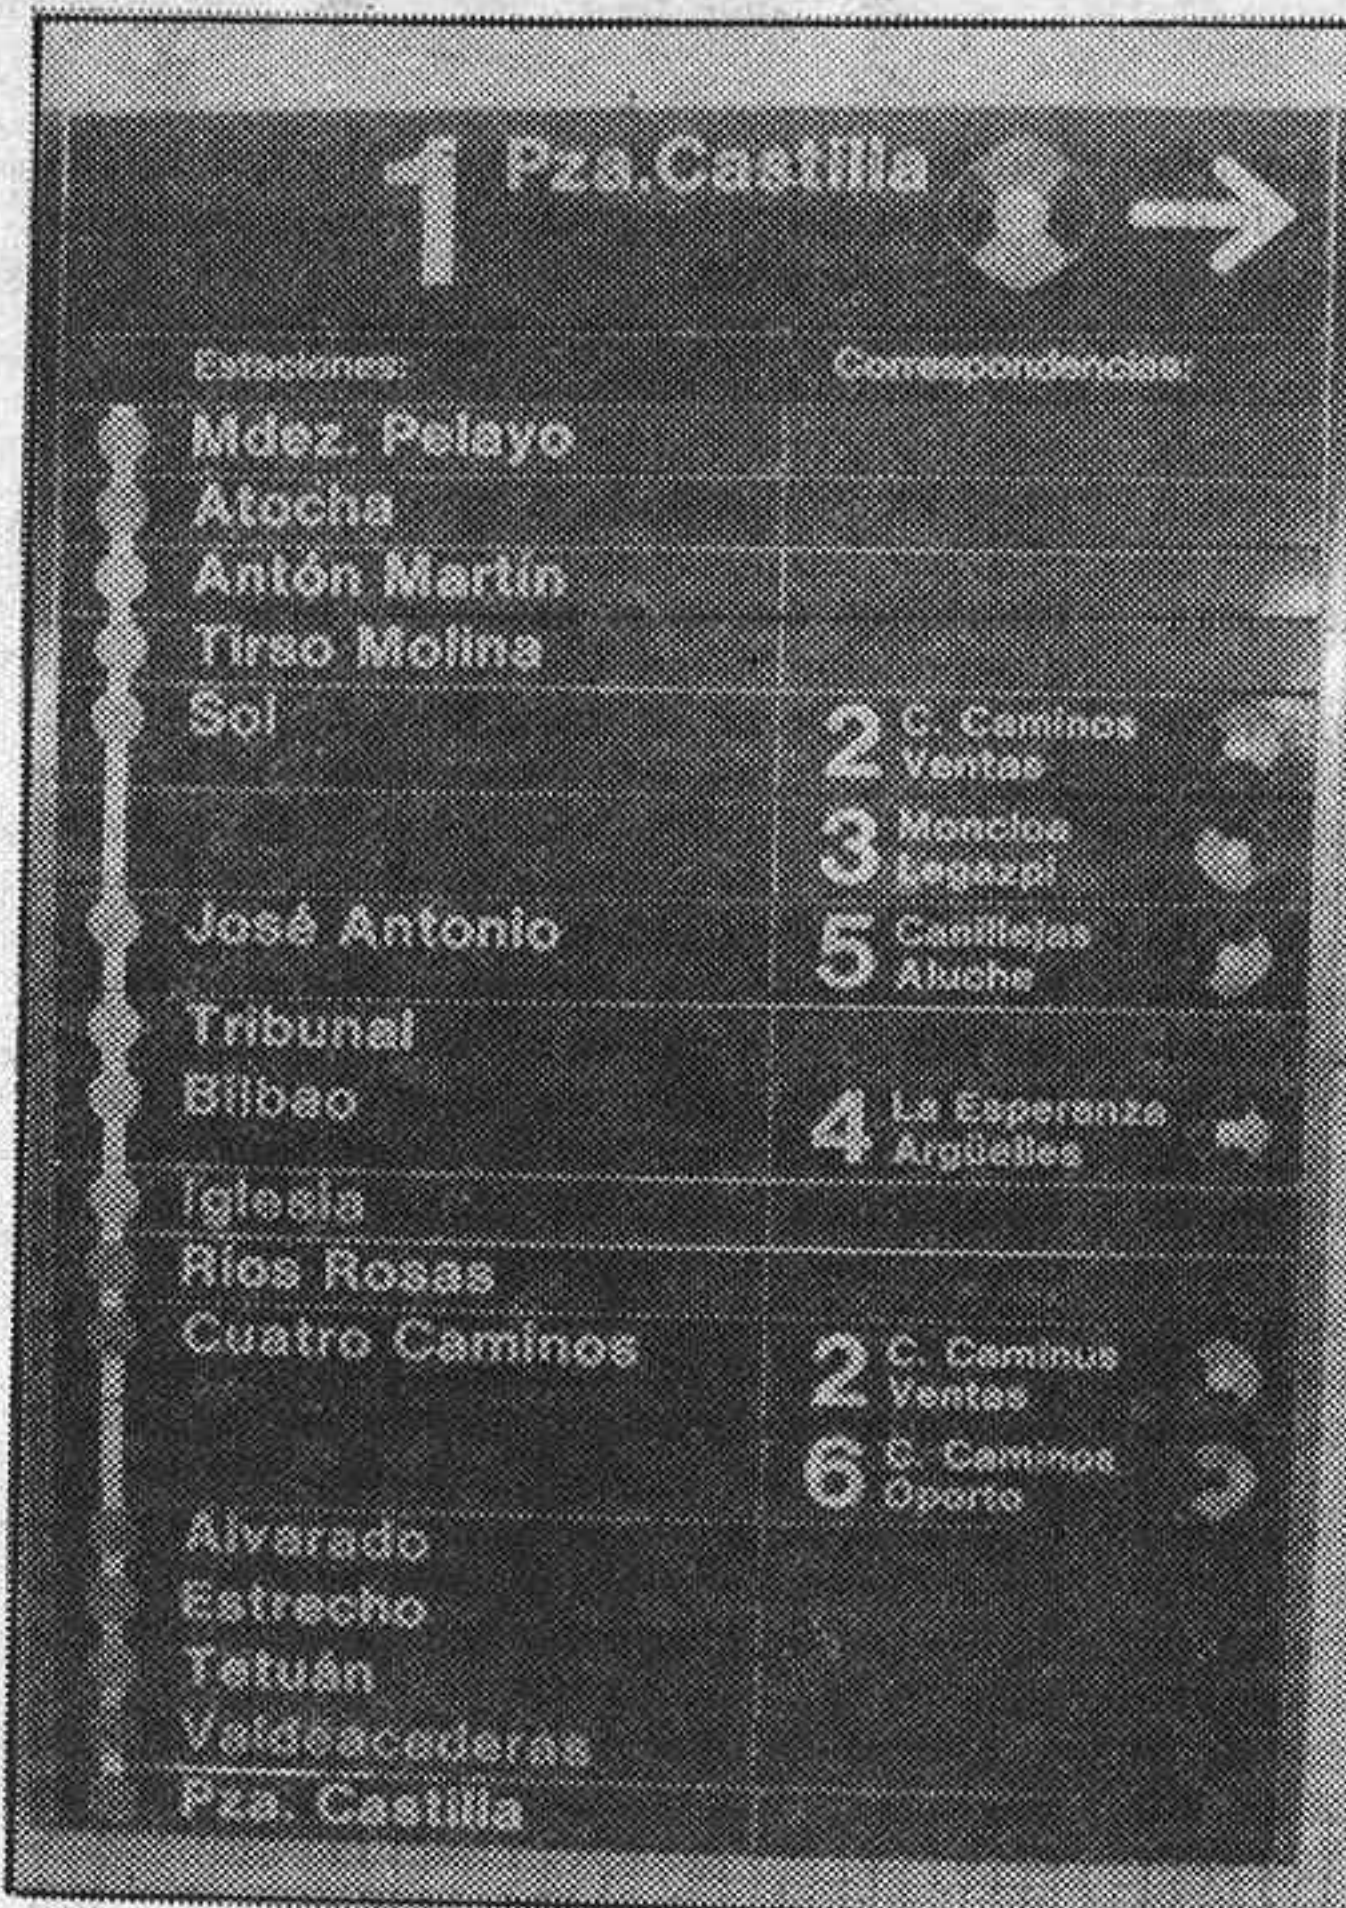 1 Pza.Castilla
Estaciones: Correspondencias:
Mdez. Pelayo
Atocha
Antón Martín
Tirso Molina
Sol 2 C. Caminos
Ventas
3 Moncloa
Legazpi
José Antonio 5 Canillejas
Aluche
Tribunal
Bilbao 4 La Esperanza
Argüelles
Iglesia
Ríos Rosas
Cuatro Caminos 2 C. Caminos
Ventas
6 C. Caminos
Oporto
Alvarado
Estrecho
Tetuán
Valdeacederas
Pza. Castilla